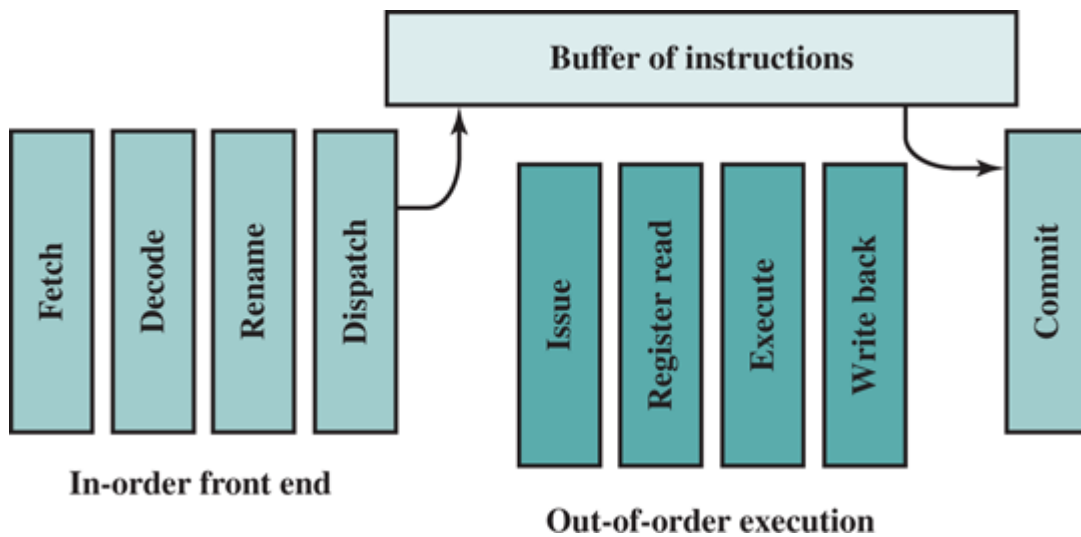 Buffer of instructions
Fetch
Decode
Rename
Dispatch
Issue
Register read
Execute
Write back
Commit
In-order front end
Out-of-order execution